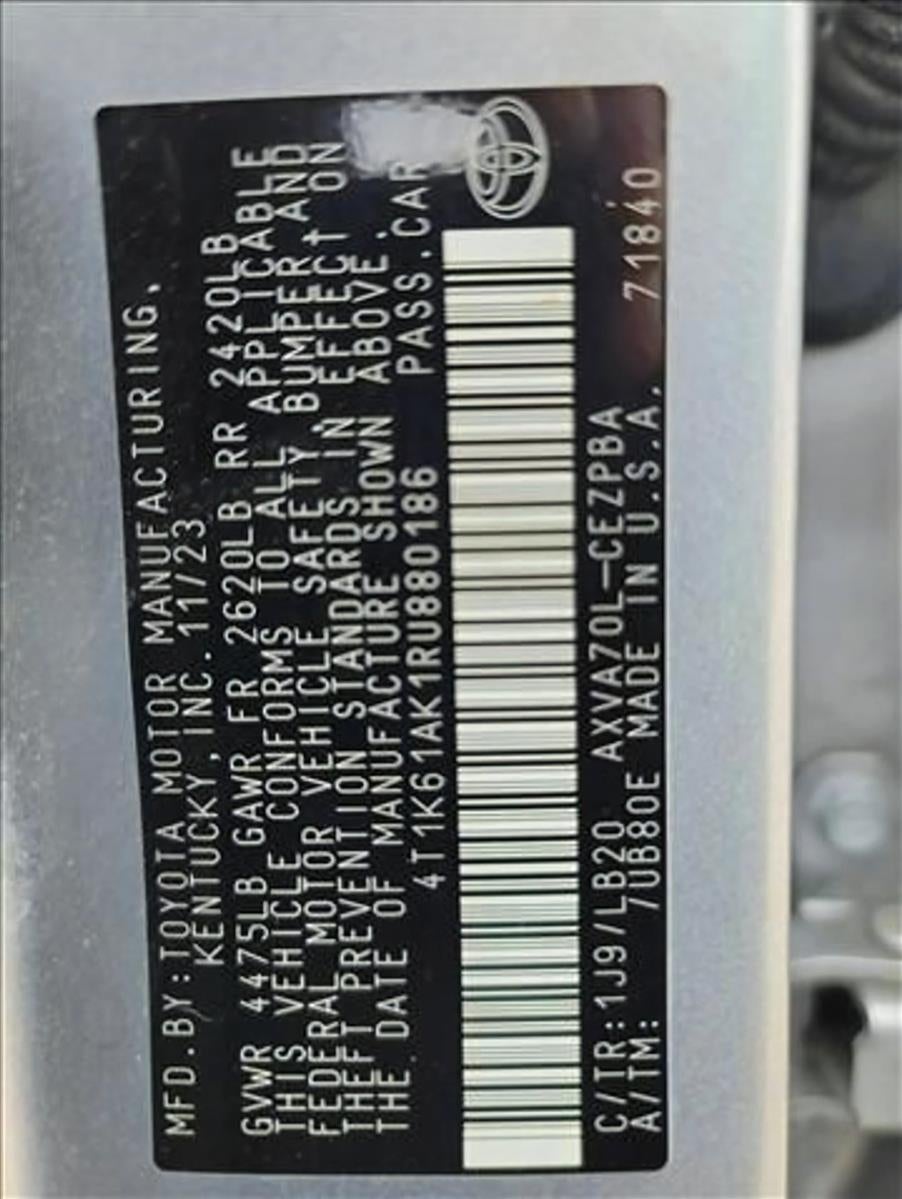 MFD.BY:TOYOTA MOTOR MANUFACTURING,
KENTUCKY,INC. 11/23
GVWR 4475LB GAWR FR 2620LB RR 2420LB
THIS VEHICLE CONFORMS TO ALL APPLICABLE
FEDERAL MOTOR VEHICLE SAFETY,BUMPER,AND
THEFT PREVENTION STANDARDS IN EFFECT ON
THE DATE OF MANUFACTURE SHOWN ABOVE.
4T1K61AK1RU880186 PASS.CAR
C/TR:1J9/LB20 AXVA70L-CEZPBA
A/TM: /UB80E MADE IN U.S.A. 71840